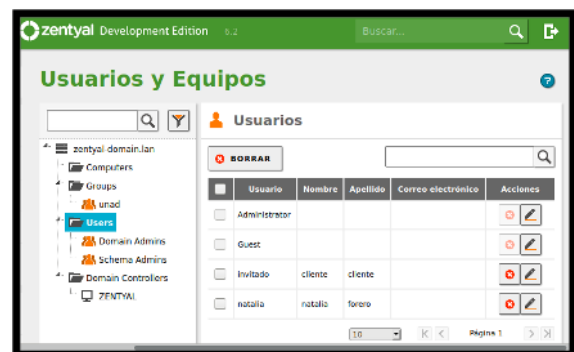 zentyal Development Edition 6.2 Buscar...
Usuarios y Equipos
zentyal-domain.lan
Computers
Groups
unad
Users
Domain Admins
Schema Admins
Domain Controllers
ZENTYAL
Usuarios
BORRAR
Usuario Nombre Apellido Correo electrónico Acciones
Administrator
Guest
invitado cliente cliente
natalia natalia forero
10 Página 1